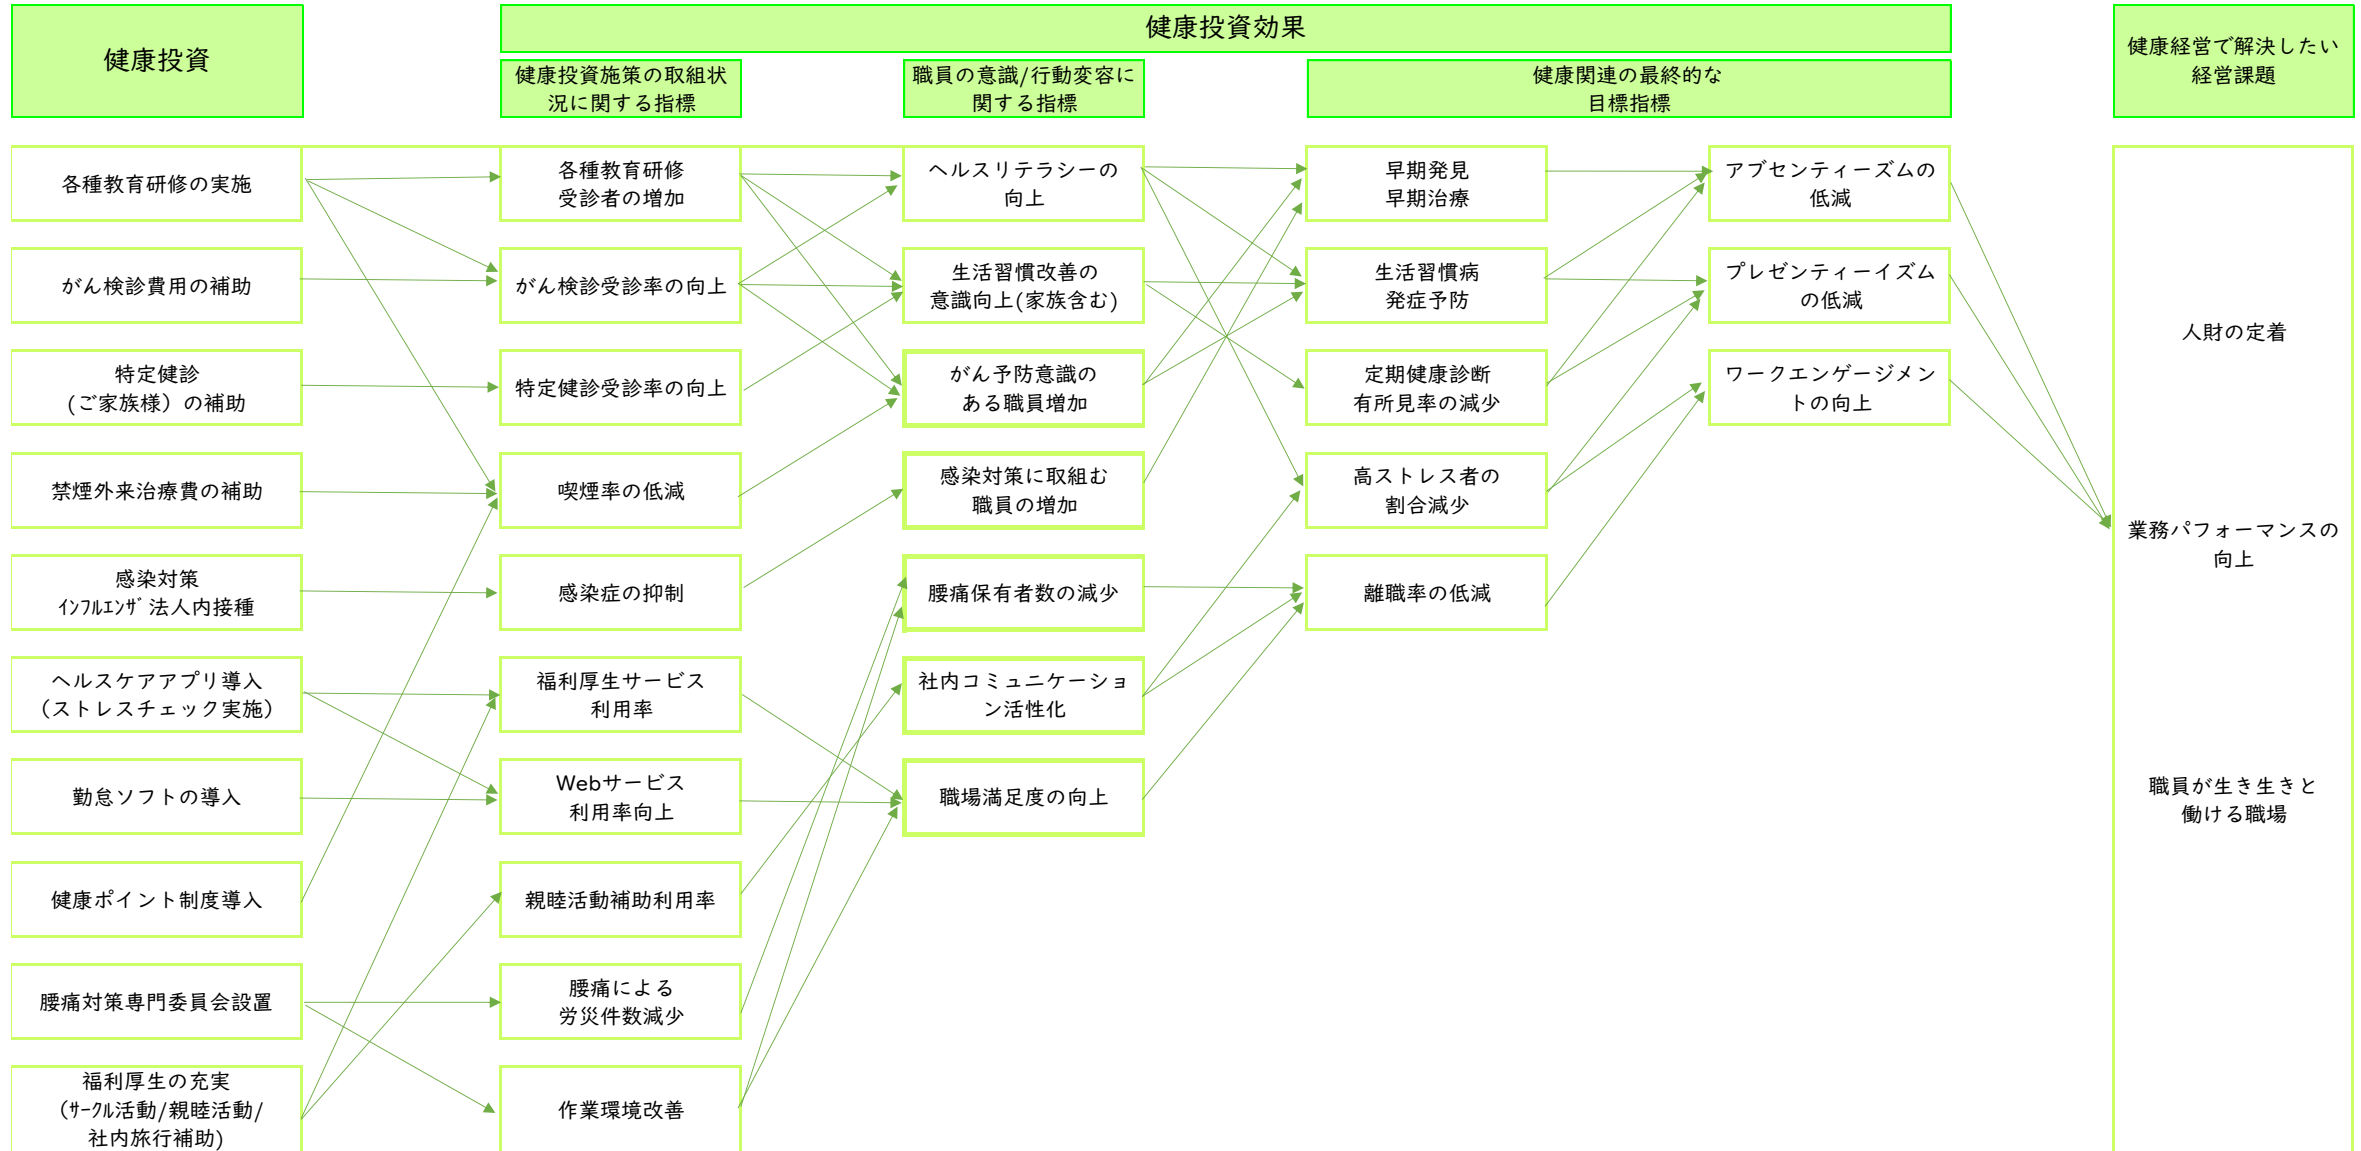 健康投資
健康投資効果
健康経営で解決したい
経営課題
健康投資施策の取組状
況に関する指標
職員の意識/行動変容に
関する指標
健康関連の最終的な
目標指標
各種教育研修の実施
がん検診費用の補助
特定健診
(ご家族様）の補助
禁煙外来治療費の補助
感染対策
ｲﾝﾌﾙｴﾝｻﾞ法人内接種
ヘルスケアアプリ導入
（ストレスチェック実施）
勤怠ソフトの導入
健康ポイント制度導入
腰痛対策専門委員会設置
福利厚生の充実
（ｻｰｸﾙ活動/親睦活動/
社内旅行補助)
各種教育研修
受診者の増加
がん検診受診率の向上
特定健診受診率の向上
喫煙率の低減
感染症の抑制
福利厚生サービス
利用率
Webサービス
利用率向上
親睦活動補助利用率
腰痛による
労災件数減少
作業環境改善
ヘルスリテラシーの
向上
生活習慣改善の
意識向上(家族含む)
がん予防意識の
ある職員増加
感染対策に取組む
職員の増加
腰痛保有者数の減少
社内コミュニケーショ
ン活性化
職場満足度の向上
早期発見
早期治療
生活習慣病
発症予防
定期健康診断
有所見率の減少
高ストレス者の
割合減少
離職率の低減
アブセンティーズムの
低減
プレゼンティーイズム
の低減
ワークエンゲージメン
トの向上
人財の定着
業務パフォーマンスの
向上
職員が生き生きと
働ける職場